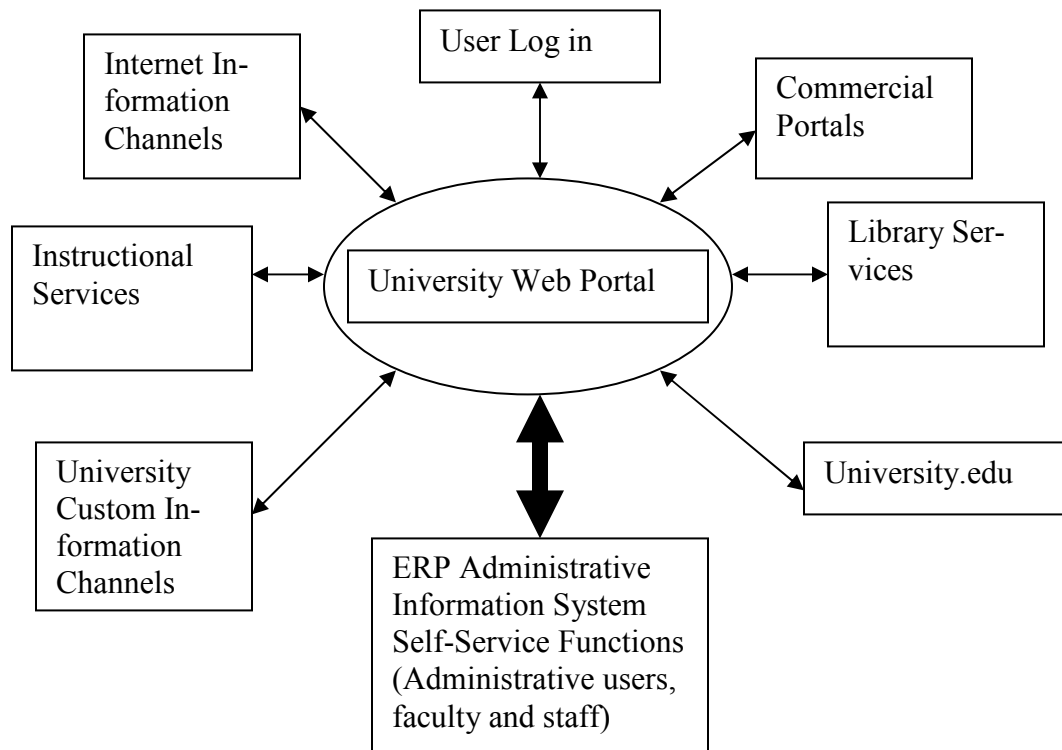 User Log in
Internet In-
formation
Channels
Commercial
Portals
Instructional
Services
University Web Portal
Library Ser-
vices
University
Custom In-
formation
Channels
University.edu
ERP Administrative
Information System
Self-Service Functions
(Administrative users,
faculty and staff)